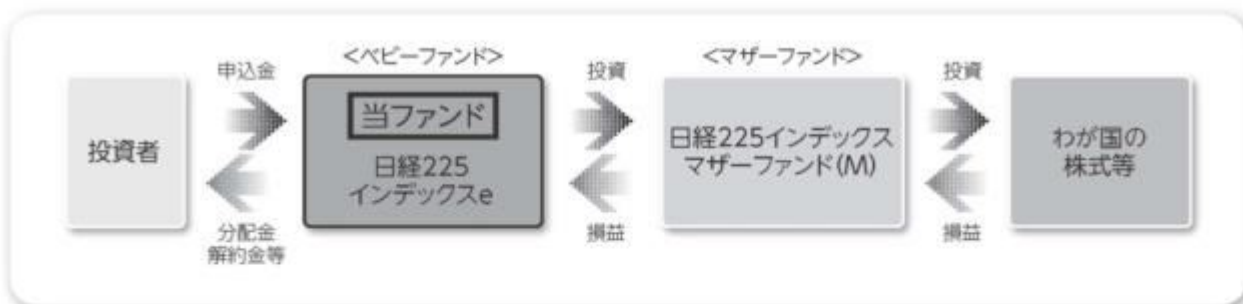 <ベビーファンド>
<マザーファンド>
申込金
投資
投資
投資者
当ファンド
日経225
インデックスe
日経225インデックス
マザーファンド(M)
わが国の
株式等
分配金
解約金等
損益
損益